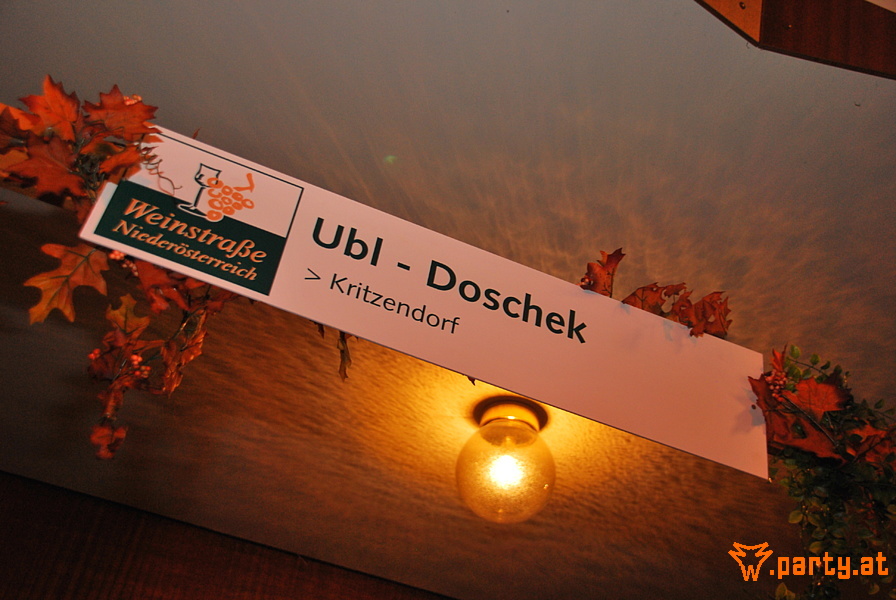 Weinstraße
Niederösterreich
Ubl - Doschek
> Kritzendorf
.party.at